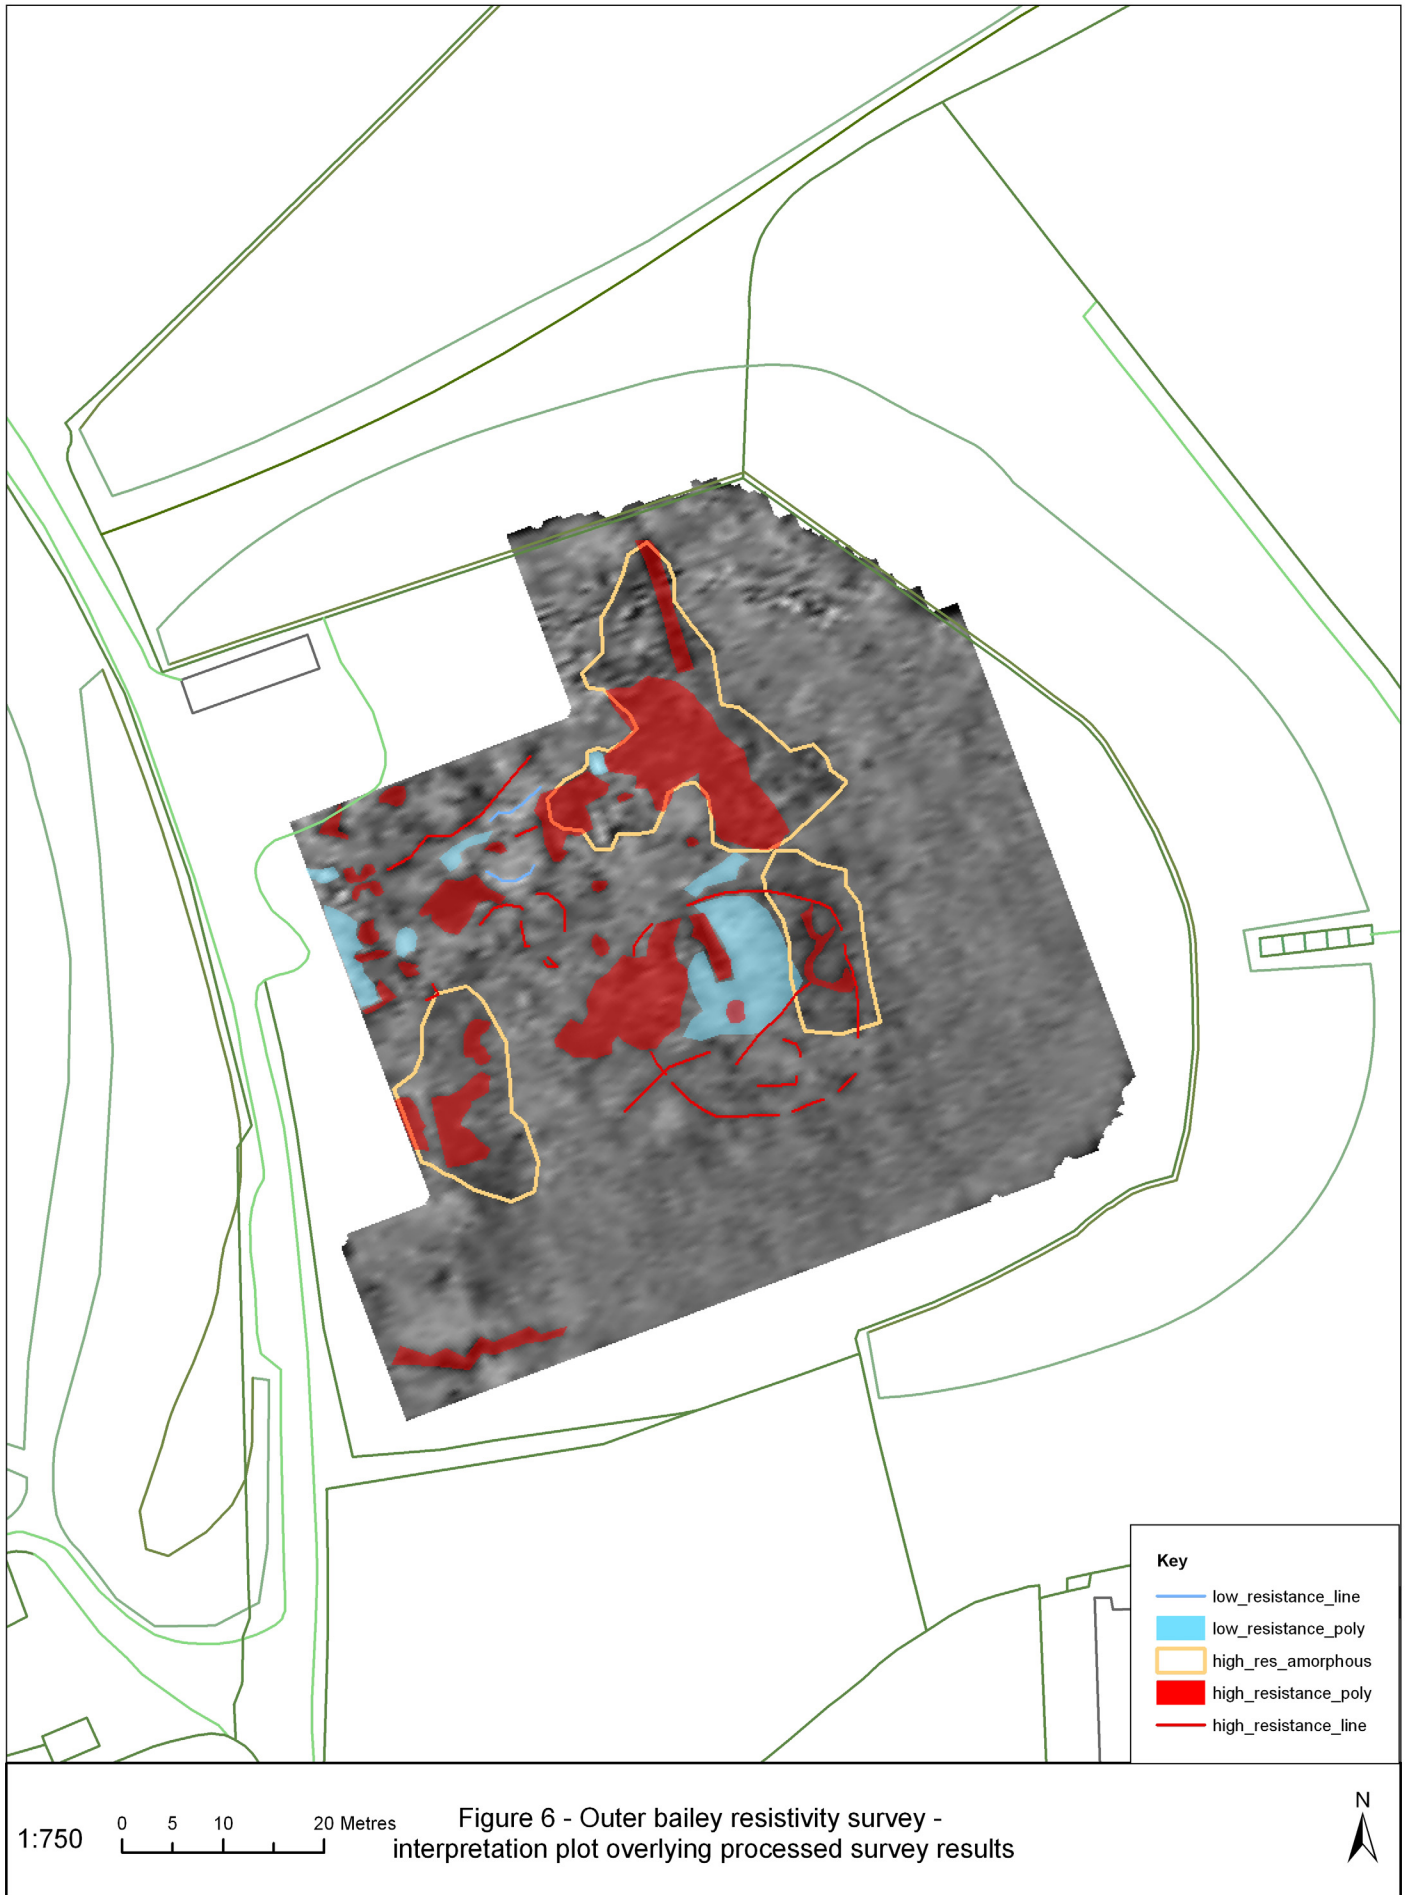 Key
low_resistance_line
low_resistance_poly
high_res_amorphous
high_resistance_poly
high_resistance_line
1:750
0 5 10 20 Metres
Figure 6 - Outer bailey resistivity survey -
interpretation plot overlying processed survey results
N